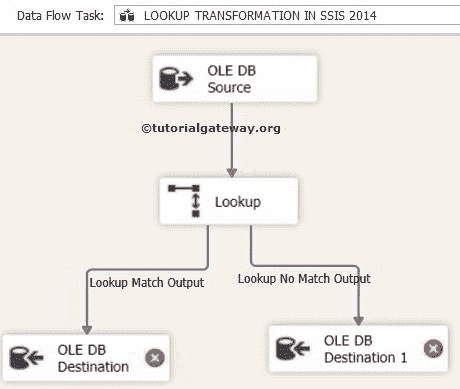 Data Flow Task: LOOKUP TRANSFORMATION IN SSIS 2014
OLE DB
Source
©tutorialgateway.org
Lookup
Lookup Match Output
Lookup No Match Output
OLE DB
Destination
OLE DB
Destination 1